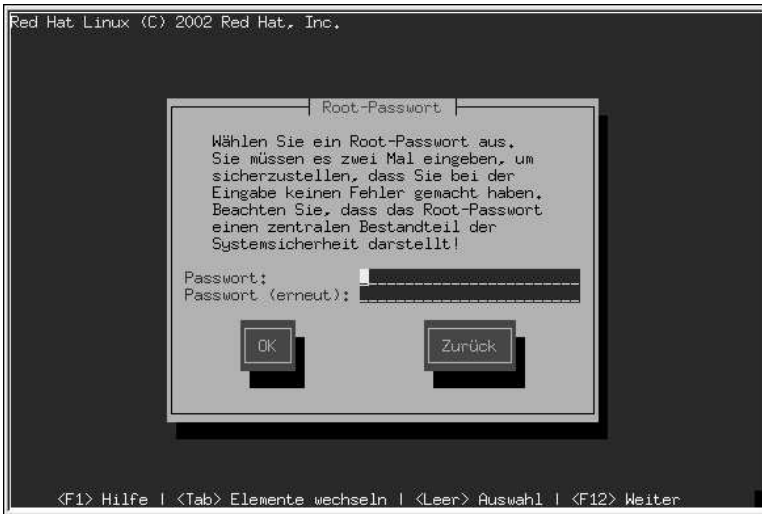 Red Hat Linux (C) 2002 Red Hat, Inc.
Root-Passwort
Wählen Sie ein Root-Passwort aus.
Sie müssen es zwei Mal eingeben, um
sicherzustellen, dass Sie bei der
Eingabe keinen Fehler gemacht haben.
Beachten Sie, dass das Root-Passwort
einen zentralen Bestandteil der
Systemsicherheit darstellt!
Passwort:
Passwort (erneut):
OK Zurück
<F1> Hilfe | <Tab> Elemente wechseln | <Leer> Auswahl | <F12> Weiter